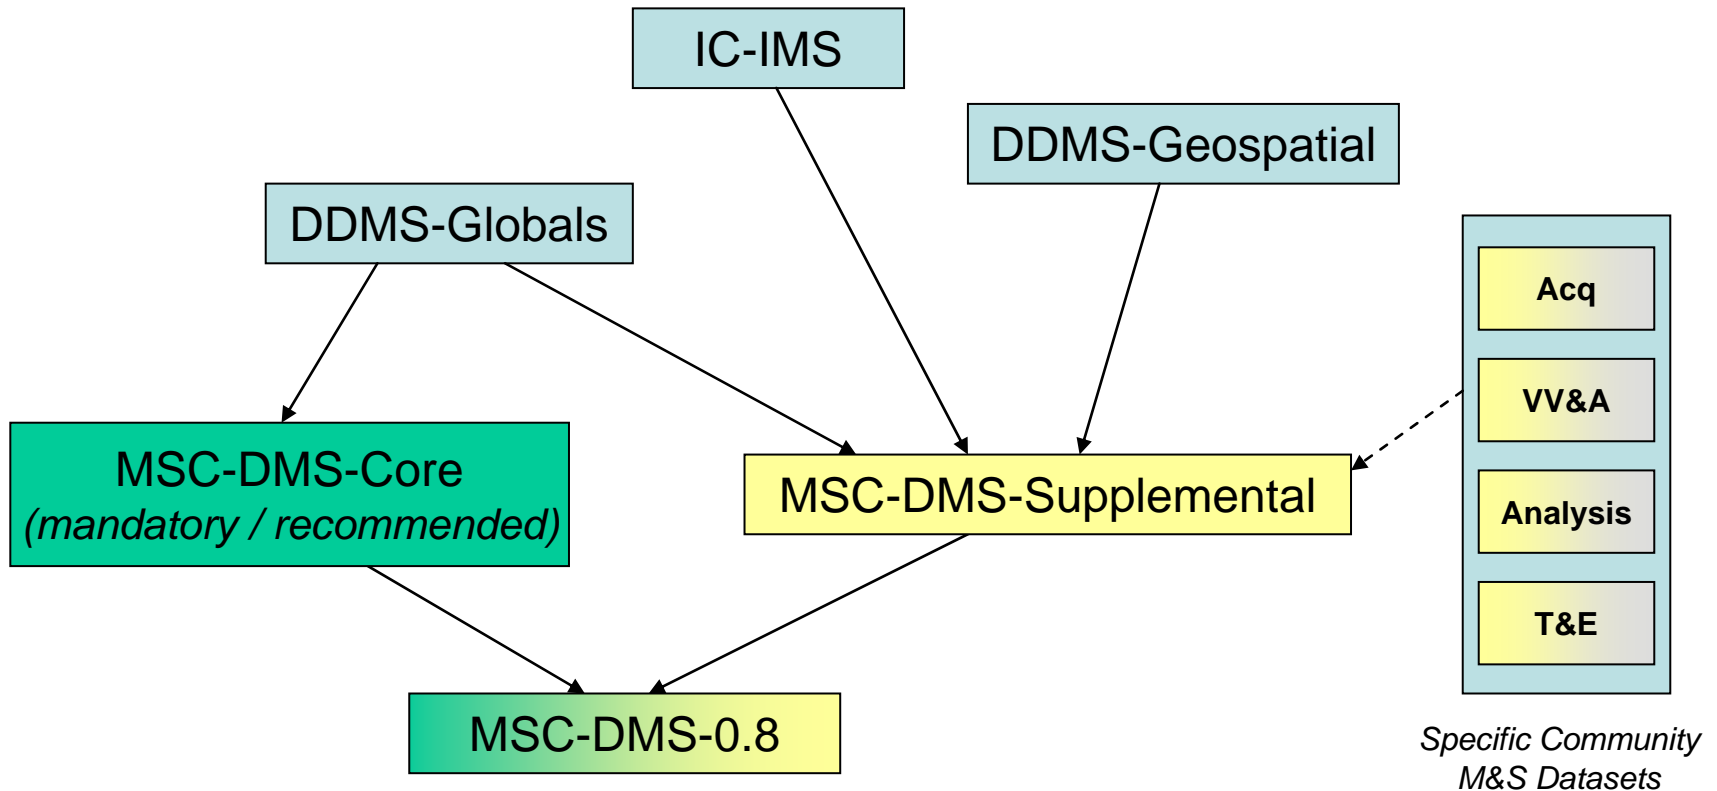 IC-IMS
DDMS-Geospatial
DDMS-Globals
Acq
VV&A
Analysis
T&E
MSC-DMS-Core
(mandatory / recommended)
MSC-DMS-Supplemental
MSC-DMS-0.8
Specific Community
M&S Datasets